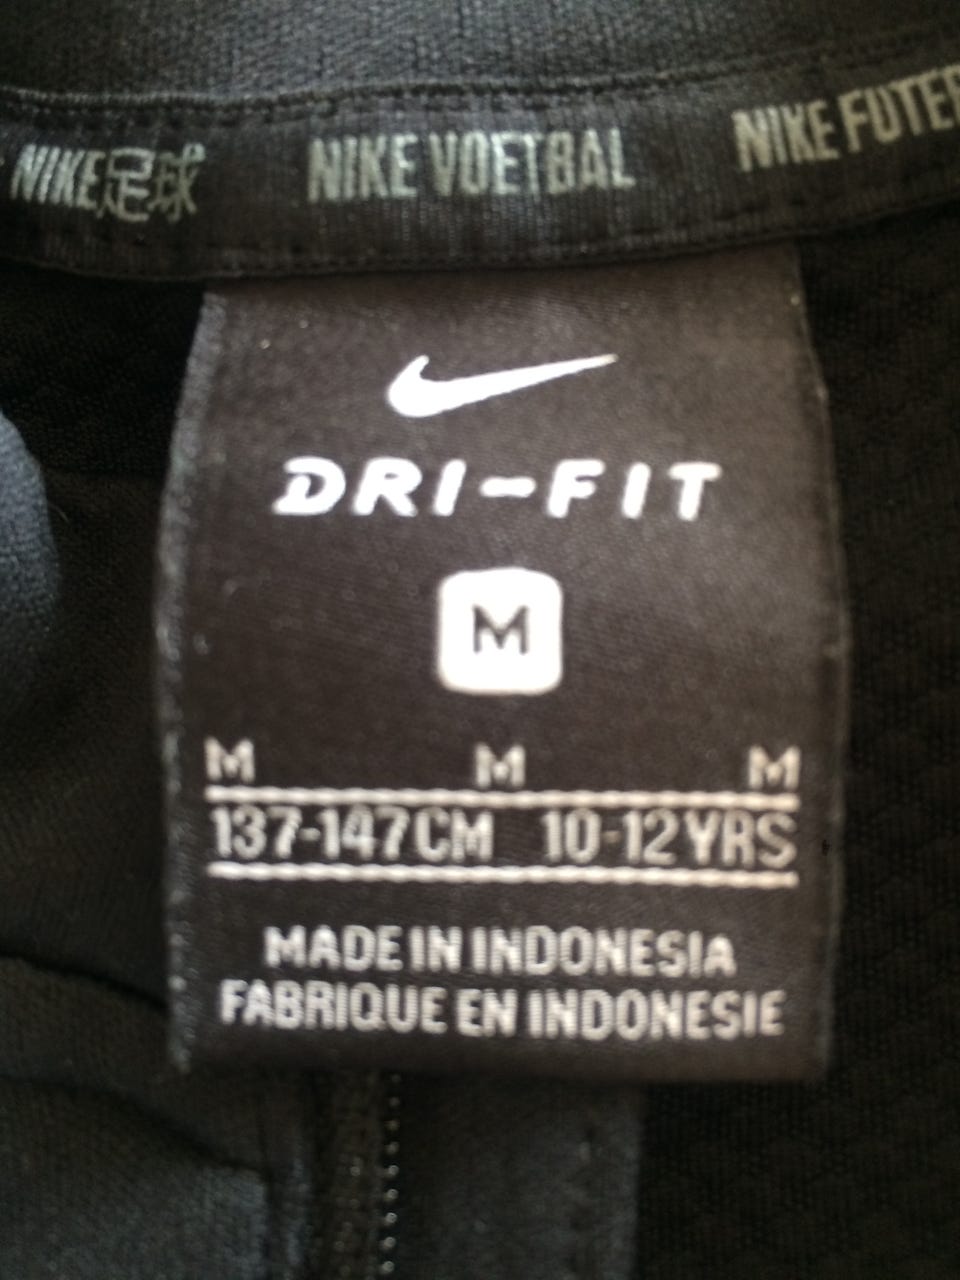 NIKE足球 NIKE VOETBAL NIKE
DRI-FIT
M
M M M
137-147CM 10-12YRS
MADE IN INDONESIA
FABRIQUE EN INDONESIE